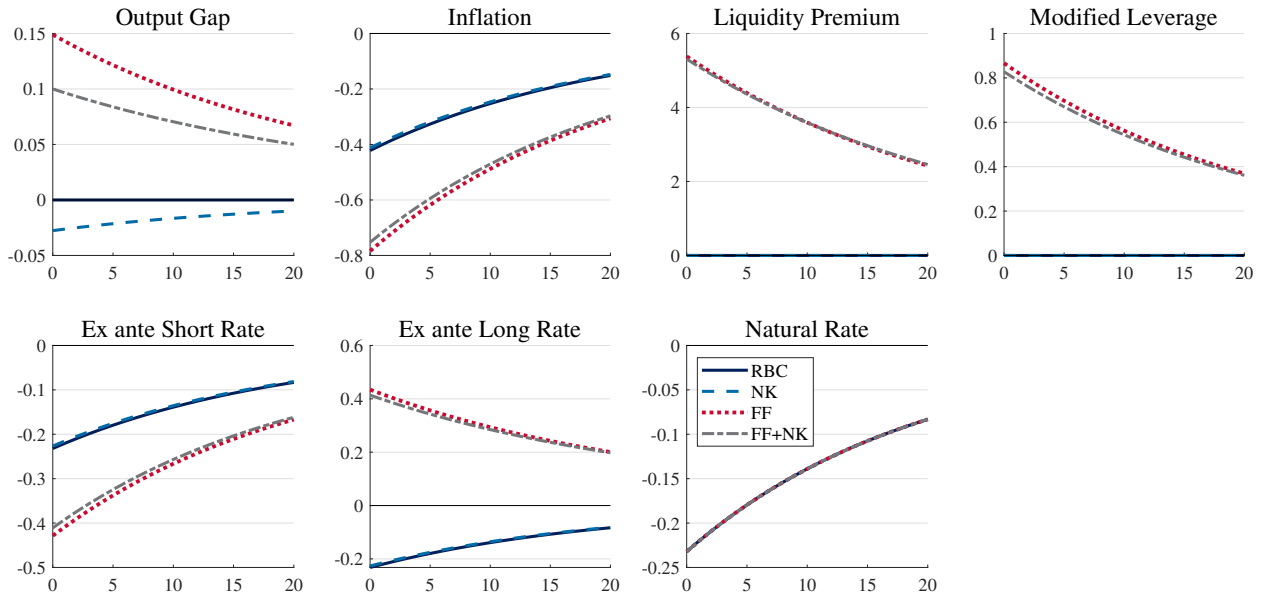 Output Gap
0.15
0.1
0.05
0
-0.05
0 5 10 15 20
Inflation
0
-0.2
-0.4
-0.6
-0.8
0 5 10 15 20
Liquidity Premium
6
4
2
0
0 5 10 15 20
Modified Leverage
1
0.8
0.6
0.4
0.2
0
0 5 10 15 20
Ex ante Short Rate
0
-0.1
-0.2
-0.3
-0.4
-0.5
0 5 10 15 20
Ex ante Long Rate
0.6
0.4
0.2
0
-0.2
0 5 10 15 20
Natural Rate
0
-0.05
-0.1
-0.15
-0.2
-0.25
0 5 10 15 20
RBC
NK
FF
FF+NK